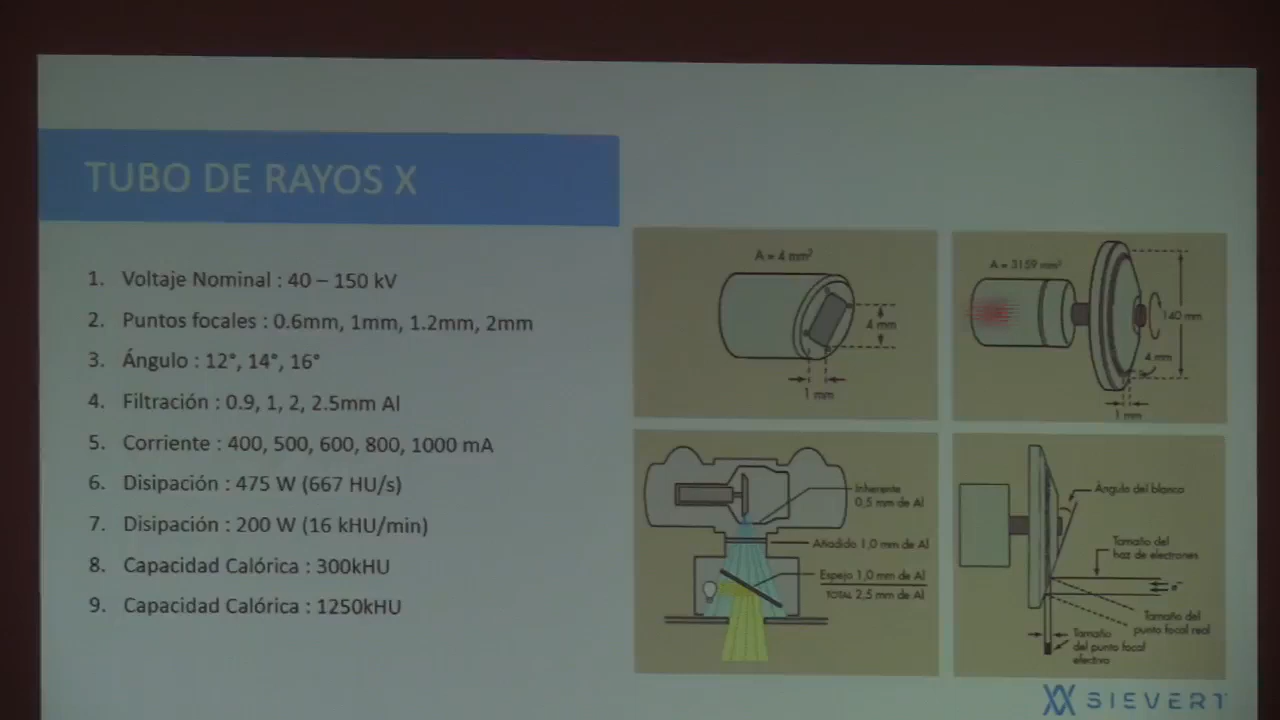 TUBO DE RAYOS X
1. Voltaje Nominal : 40 – 150 kV
2. Puntos focales : 0.6mm, 1mm, 1.2mm, 2mm
3. Ángulo : 12°, 14°, 16°
4. Filtración : 0.9, 1, 2, 2.5mm Al
5. Corriente : 400, 500, 600, 800, 1000 mA
6. Disipación : 475 W (667 HU/s)
7. Disipación : 200 W (16 kHU/min)
8. Capacidad Calórica : 300kHU
9. Capacidad Calórica : 1250kHU
A = 4 mm²
4 mm
1 mm
A = 3159 mm²
140 mm
4 mm
1 mm
Inherente
0,5 mm de Al
Añadido 1,0 mm de Al
Espejo 1,0 mm de Al
TOTAL 2,5 mm de Al
Ángulo del blanco
Tamaño del
haz de electrones
e⁻
Tamaño del
punto focal real
Tamaño
del punto focal
efectivo
SIEVERT